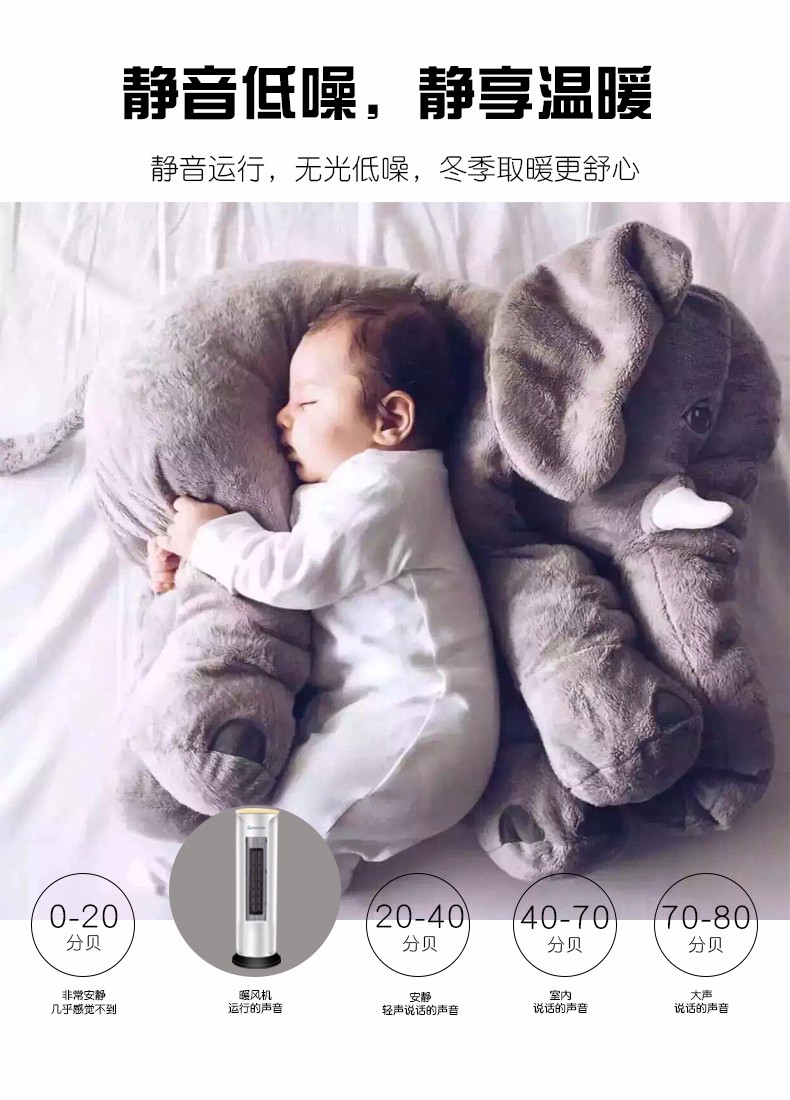 静音低噪，静享温暖
静音运行，无光低噪，冬季取暖更舒心
0-20
分贝
非常安静
几乎感觉不到
暖风机
运行的声音
20-40
分贝
安静
轻声说话的声音
40-70
分贝
室内
说话的声音
70-80
分贝
大声
说话的声音